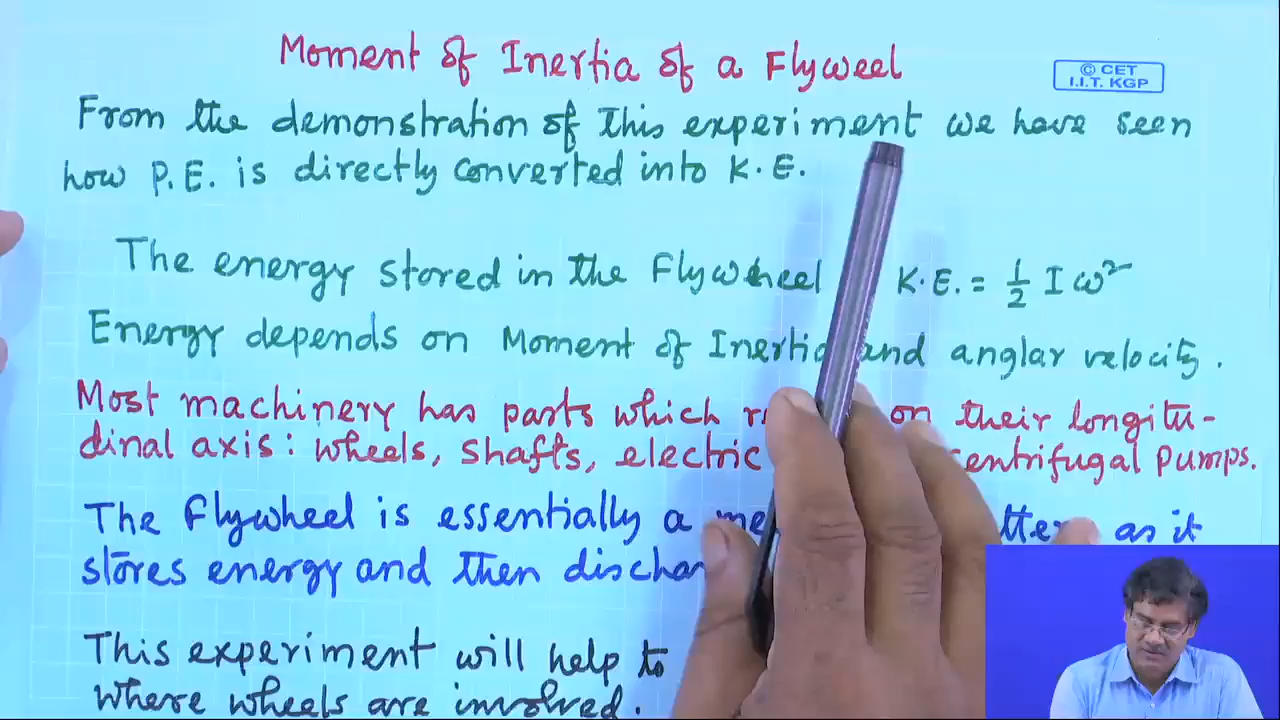 Moment of Inertia of a Flyweel
© CET
I.I.T. KGP
From the demonstration of this experiment we have seen
how P.E. is directly converted into K.E.
The energy stored in the Flywheel K.E. = 1/2 I ω²
Energy depends on Moment of Inertia and anglar velocity.
Most machinery has parts which on their longitu-
dinal axis: wheels, shafts, electric centrifugal pumps.
The Flywheel is essentially a as it
stores energy and then
This experiment will help to
where wheels are involved.